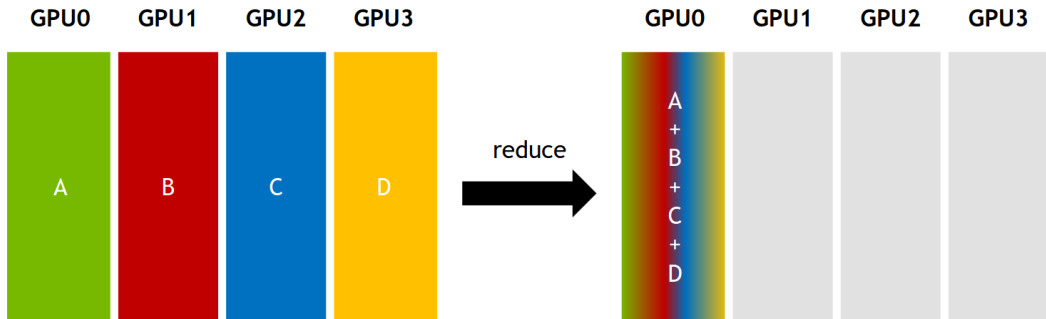 GPU0 GPU1 GPU2 GPU3 GPU0 GPU1 GPU2 GPU3
A B C D
reduce
A
+
B
+
C
+
D